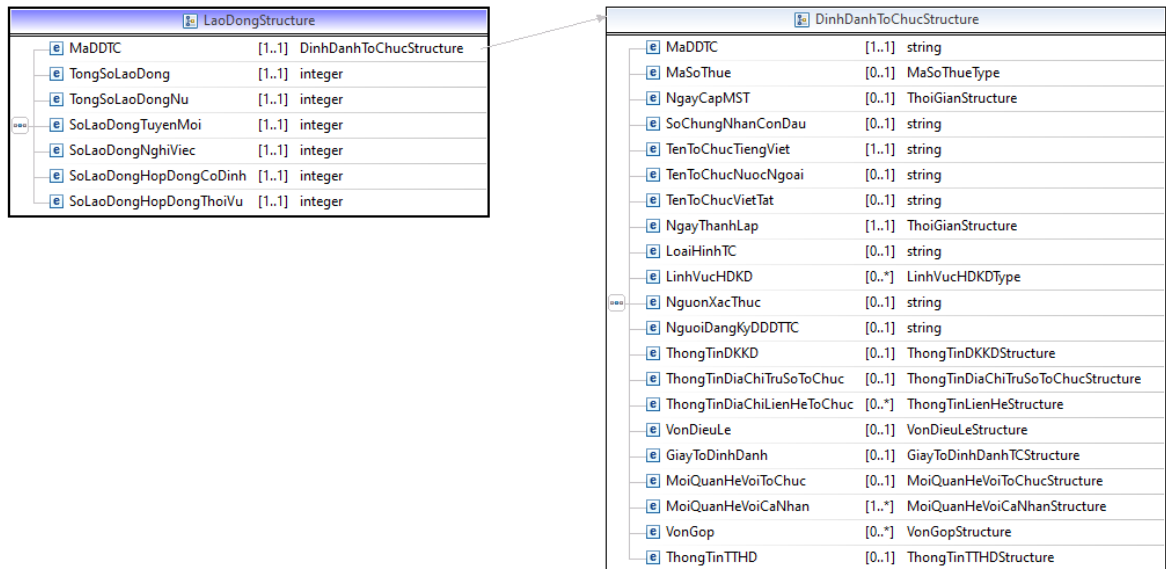 LaoDongStructure
MaDDTC [1..1] DinhDanhToChucStructure
TongSoLaoDong [1..1] integer
TongSoLaoDongNu [1..1] integer
SoLaoDongTuyenMoi [1..1] integer
SoLaoDongNghiViec [1..1] integer
SoLaoDongHopDongCoDinh [1..1] integer
SoLaoDongHopDongThoiVu [1..1] integer
DinhDanhToChucStructure
MaDDTC [1..1] string
MaSoThue [0..1] MaSoThueType
NgayCapMST [0..1] ThoiGianStructure
SoChungNhanConDau [0..1] string
TenToChucTiengViet [1..1] string
TenToChucNuocNgoai [0..1] string
TenToChucVietTat [0..1] string
NgayThanhLap [1..1] ThoiGianStructure
LoaiHinhTC [0..1] string
LinhVucHDKD [0..*] LinhVucHDKDType
NguonXacThuc [0..1] string
NguoiDangKyDDDTTC [0..1] string
ThongTinDKKD [0..1] ThongTinDKKDStructure
ThongTinDiaChiTruSoToChuc [0..1] ThongTinDiaChiTruSoToChucStructure
ThongTinDiaChiLienHeToChuc [0..*] ThongTinLienHeStructure
VonDieuLe [0..1] VonDieuLeStructure
GiayToDinhDanh [0..1] GiayToDinhDanhTCStructure
MoiQuanHeVoiToChuc [0..1] MoiQuanHeVoiToChucStructure
MoiQuanHeVoiCaNhan [1..*] MoiQuanHeVoiCaNhanStructure
VonGop [0..*] VonGopStructure
ThongTinTTHD [0..1] ThongTinTTHDStructure